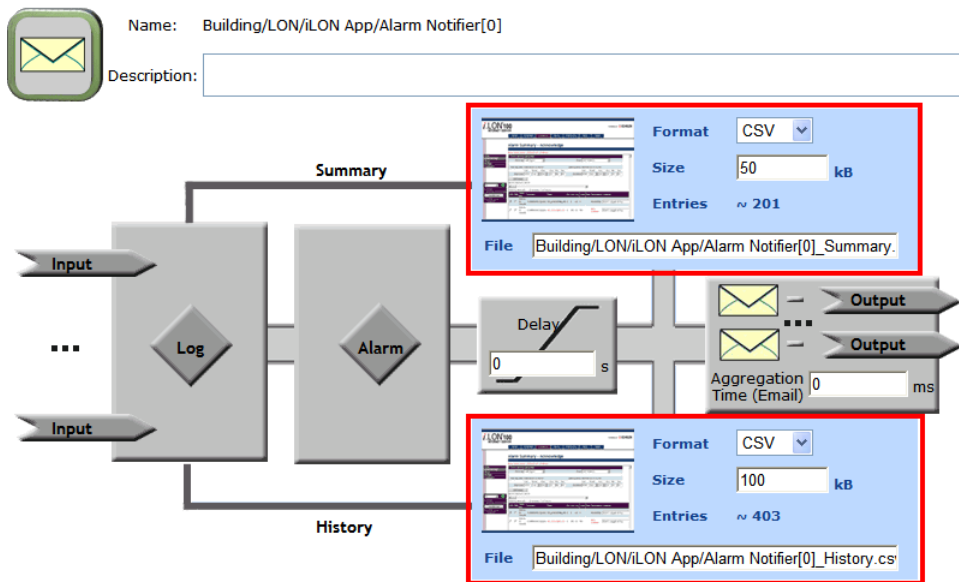 Name: Building/LON/iLON App/Alarm Notifier[0]
Description:
Summary
Format CSV
Size 50 kB
Entries ~ 201
File Building/LON/iLON App/Alarm Notifier[0]_Summary.
Input
Log
Alarm
Delay
0 s
Output
...
...
Output
Aggregation
Time (Email) 0 ms
Input
History
Format CSV
Size 100 kB
Entries ~ 403
File Building/LON/iLON App/Alarm Notifier[0]_History.csv